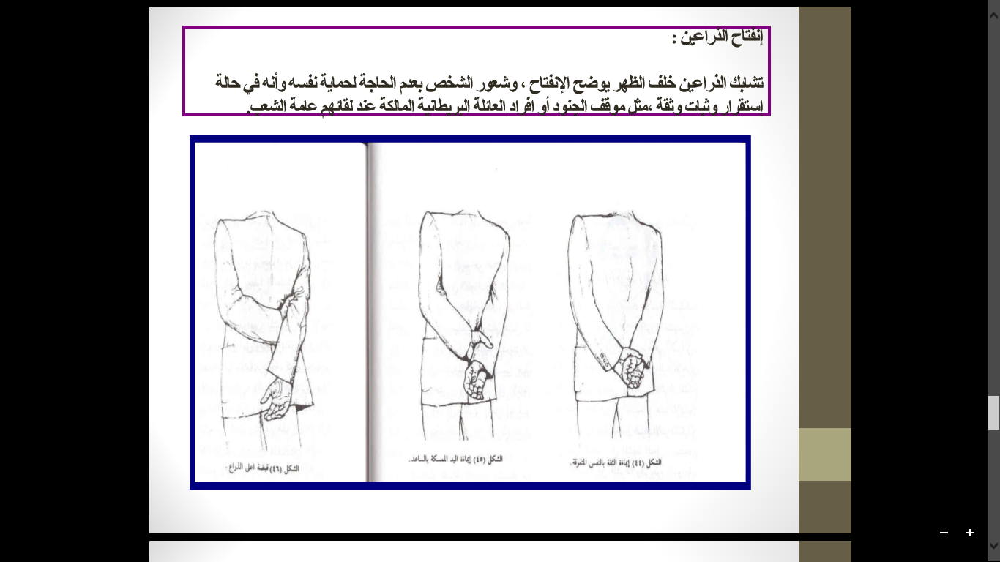 إنفتاح الذراعين :
تشابك الذراعين خلف الظهر يوضح الإنفتاح ، وشعور الشخص بعدم الحاجة لحماية نفسه وأنه في حالة
إستقرار وثبات وثقة ،مثل موقف الجنود أو افراد العائلة البريطانية المالكة عند لقائهم عامة الشعب.
الشكل (٤٤) إيماءة الثقة بالنفس المتفوقة .
الشكل (٤٥) إيماءة اليد الممسكة بالساعد.
الشكل (٤٦) قبضة اعلى الذراع .